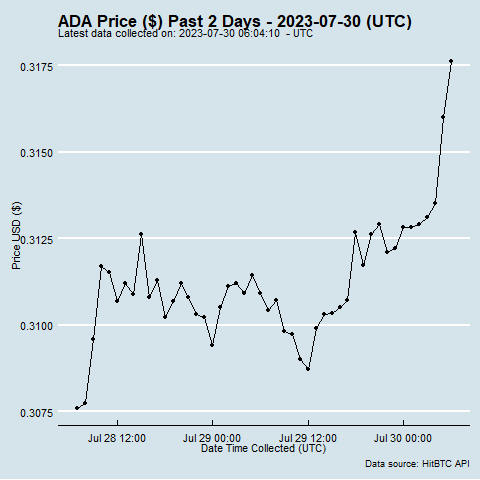 ADA Price ($) Past 2 Days - 2023-07-30 (UTC)
Latest data collected on: 2023-07-30 06:04:10  - UTC
0.3175
0.3150
0.3125
0.3100
0.3075
Price USD ($)
Jul 28 12:00
Jul 29 00:00
Jul 29 12:00
Jul 30 00:00
Date Time Collected (UTC)
Data source: HitBTC API